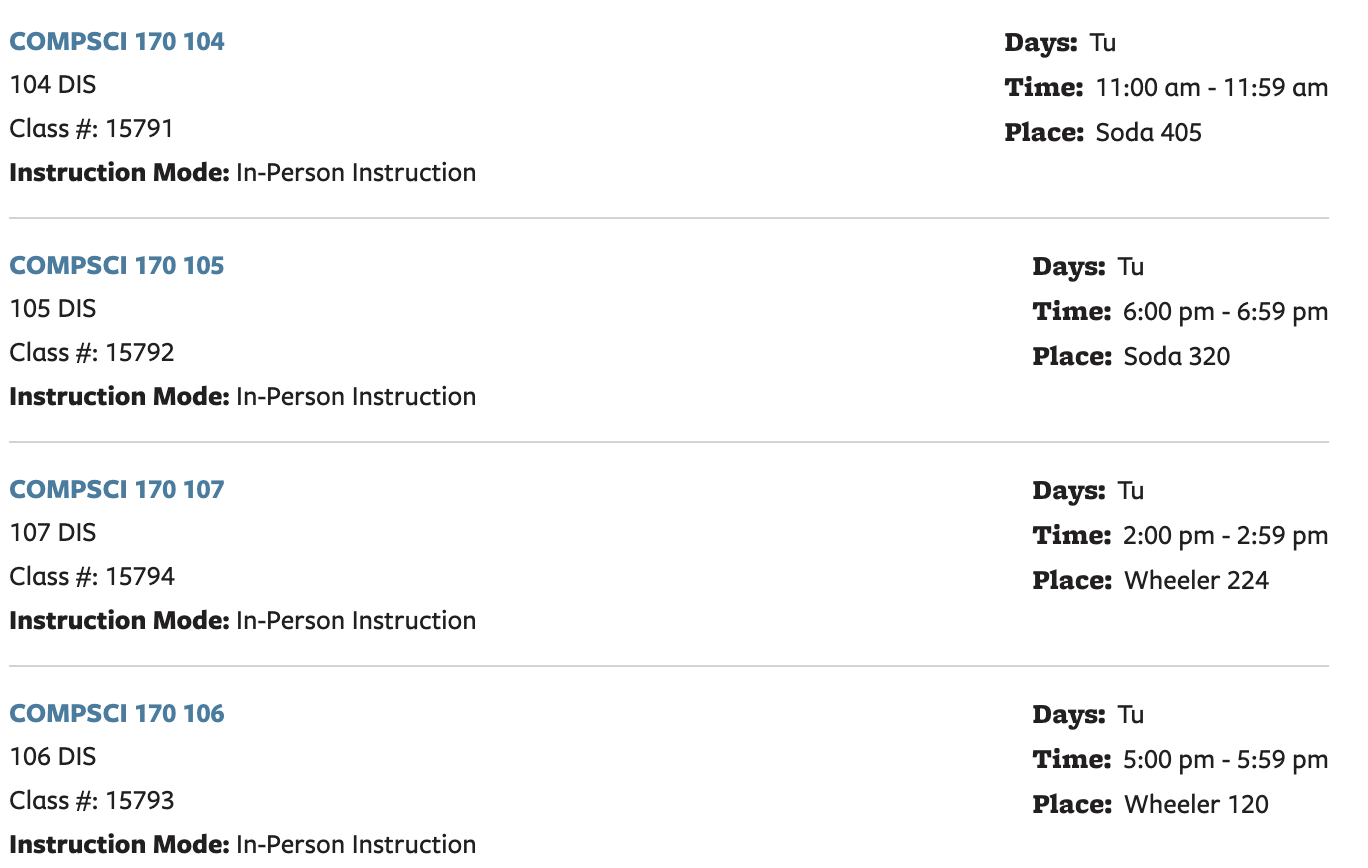 COMPSCI 170 104
104 DIS
Class #: 15791
Instruction Mode: In-Person Instruction
Days: Tu
Time: 11:00 am - 11:59 am
Place: Soda 405
COMPSCI 170 105
105 DIS
Class #: 15792
Instruction Mode: In-Person Instruction
Days: Tu
Time: 6:00 pm - 6:59 pm
Place: Soda 320
COMPSCI 170 107
107 DIS
Class #: 15794
Instruction Mode: In-Person Instruction
Days: Tu
Time: 2:00 pm - 2:59 pm
Place: Wheeler 224
COMPSCI 170 106
106 DIS
Class #: 15793
Instruction Mode: In-Person Instruction
Days: Tu
Time: 5:00 pm - 5:59 pm
Place: Wheeler 120